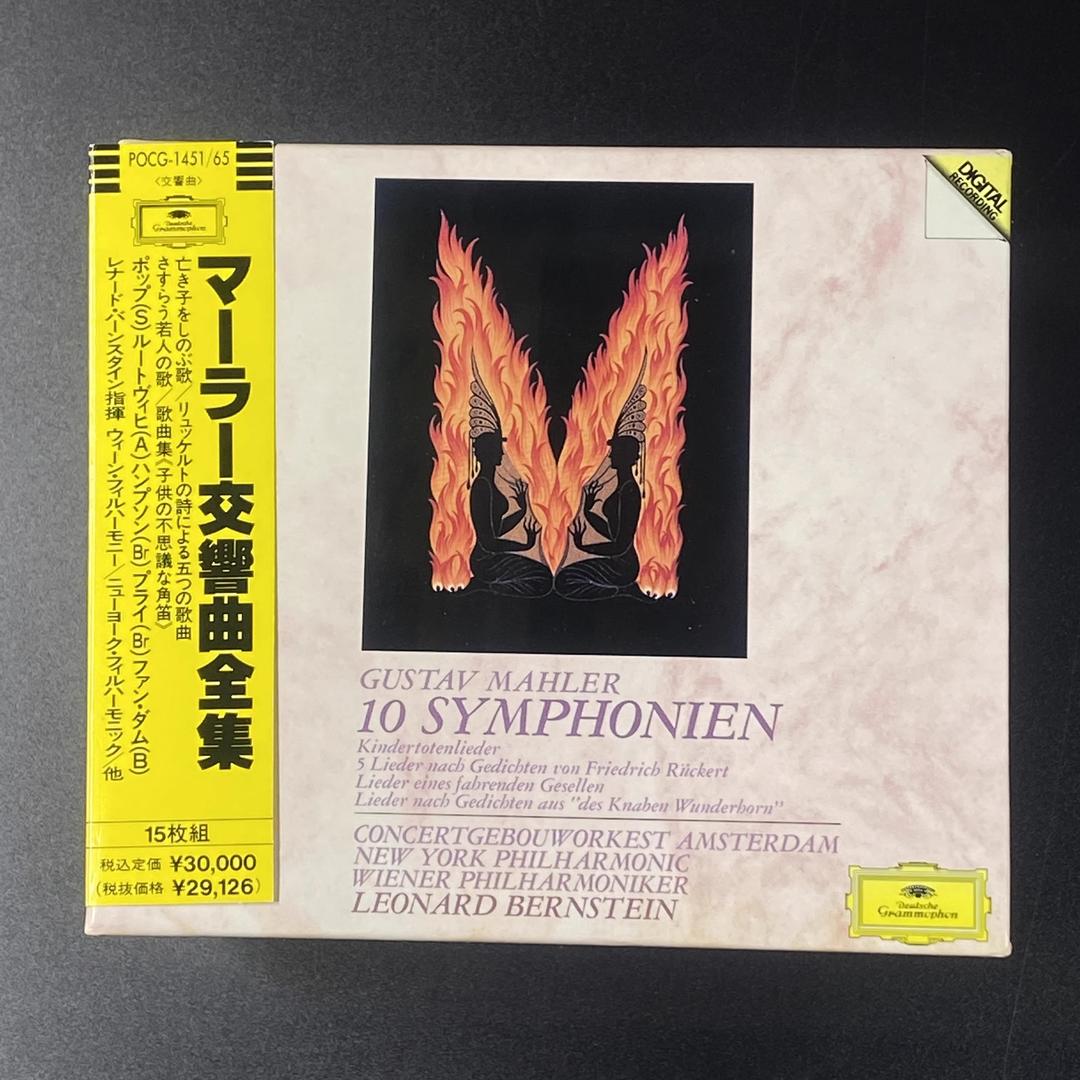 POCG-1451/65
〈交響曲〉
Deutsche
Grammophon
マーラー交響曲全集
亡き子をしのぶ歌/リュッケルトの詩による五つの歌曲
さすらう若人の歌/歌曲集《子供の不思議な角笛》
ポップ(S)ルートヴィヒ(A)ハンプソン(Br)プライ(Br)ファン・ダム(B)
レナード・バーンスタイン指揮 ウィーン・フィルハーモニー/ニューヨーク・フィルハーモニック/他
15枚組
税込定価 ¥30,000
(税抜価格 ¥29,126)
DIGITAL
RECORDING
GUSTAV MAHLER
10 SYMPHONIEN
Kindertotenlieder
5 Lieder nach Gedichten von Friedrich Rückert
Lieder eines fahrenden Gesellen
Lieder nach Gedichten aus "des Knaben Wunderhorn"
CONCERTGEBOUWORKEST AMSTERDAM
NEW YORK PHILHARMONIC
WIENER PHILHARMONIKER
LEONARD BERNSTEIN
Deutsche
Grammophon